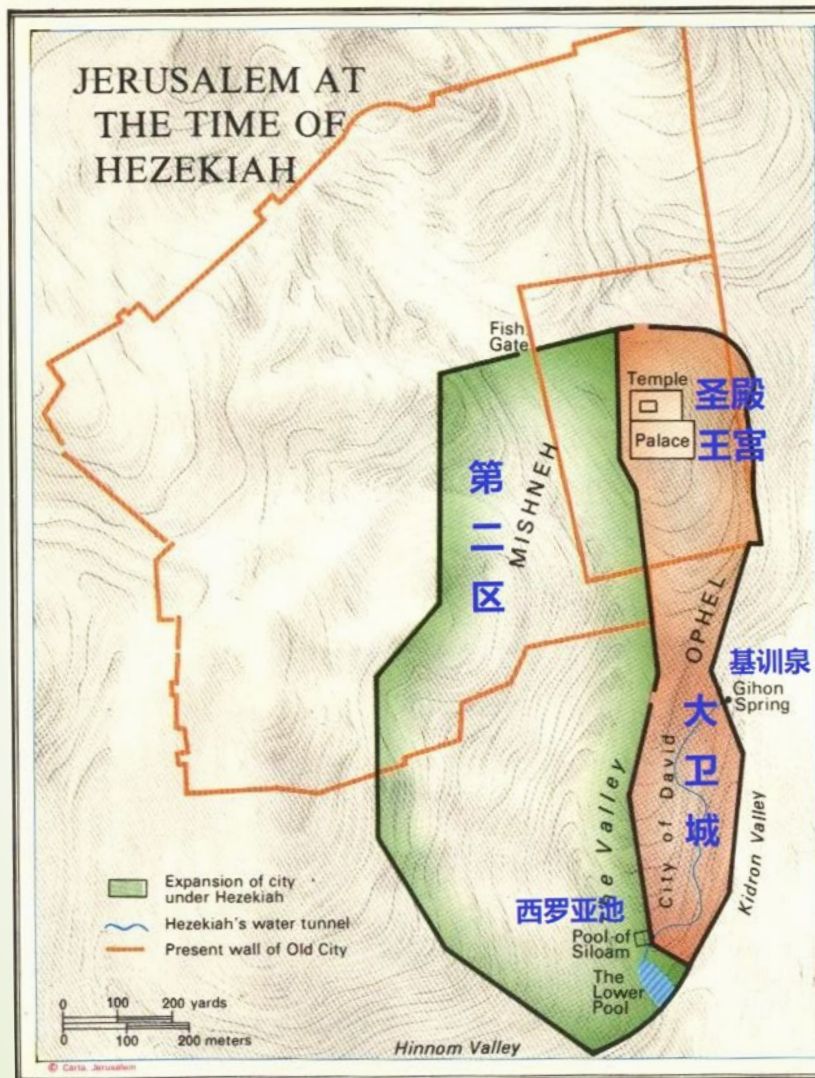 JERUSALEM AT
THE TIME OF
HEZEKIAH
Fish
Gate
Temple
圣殿
Palace
王宫
第二区
MISHNEH
OPHEL
基训泉
Gihon
Spring
大卫城
City of David
The Valley
Kidron Valley
西罗亚池
Pool of
Siloam
The
Lower
Pool
Hinnom Valley
Expansion of city
under Hezekiah
Hezekiah's water tunnel
Present wall of Old City
0 100 200 yards
0 100 200 meters
© Carta, Jerusalem